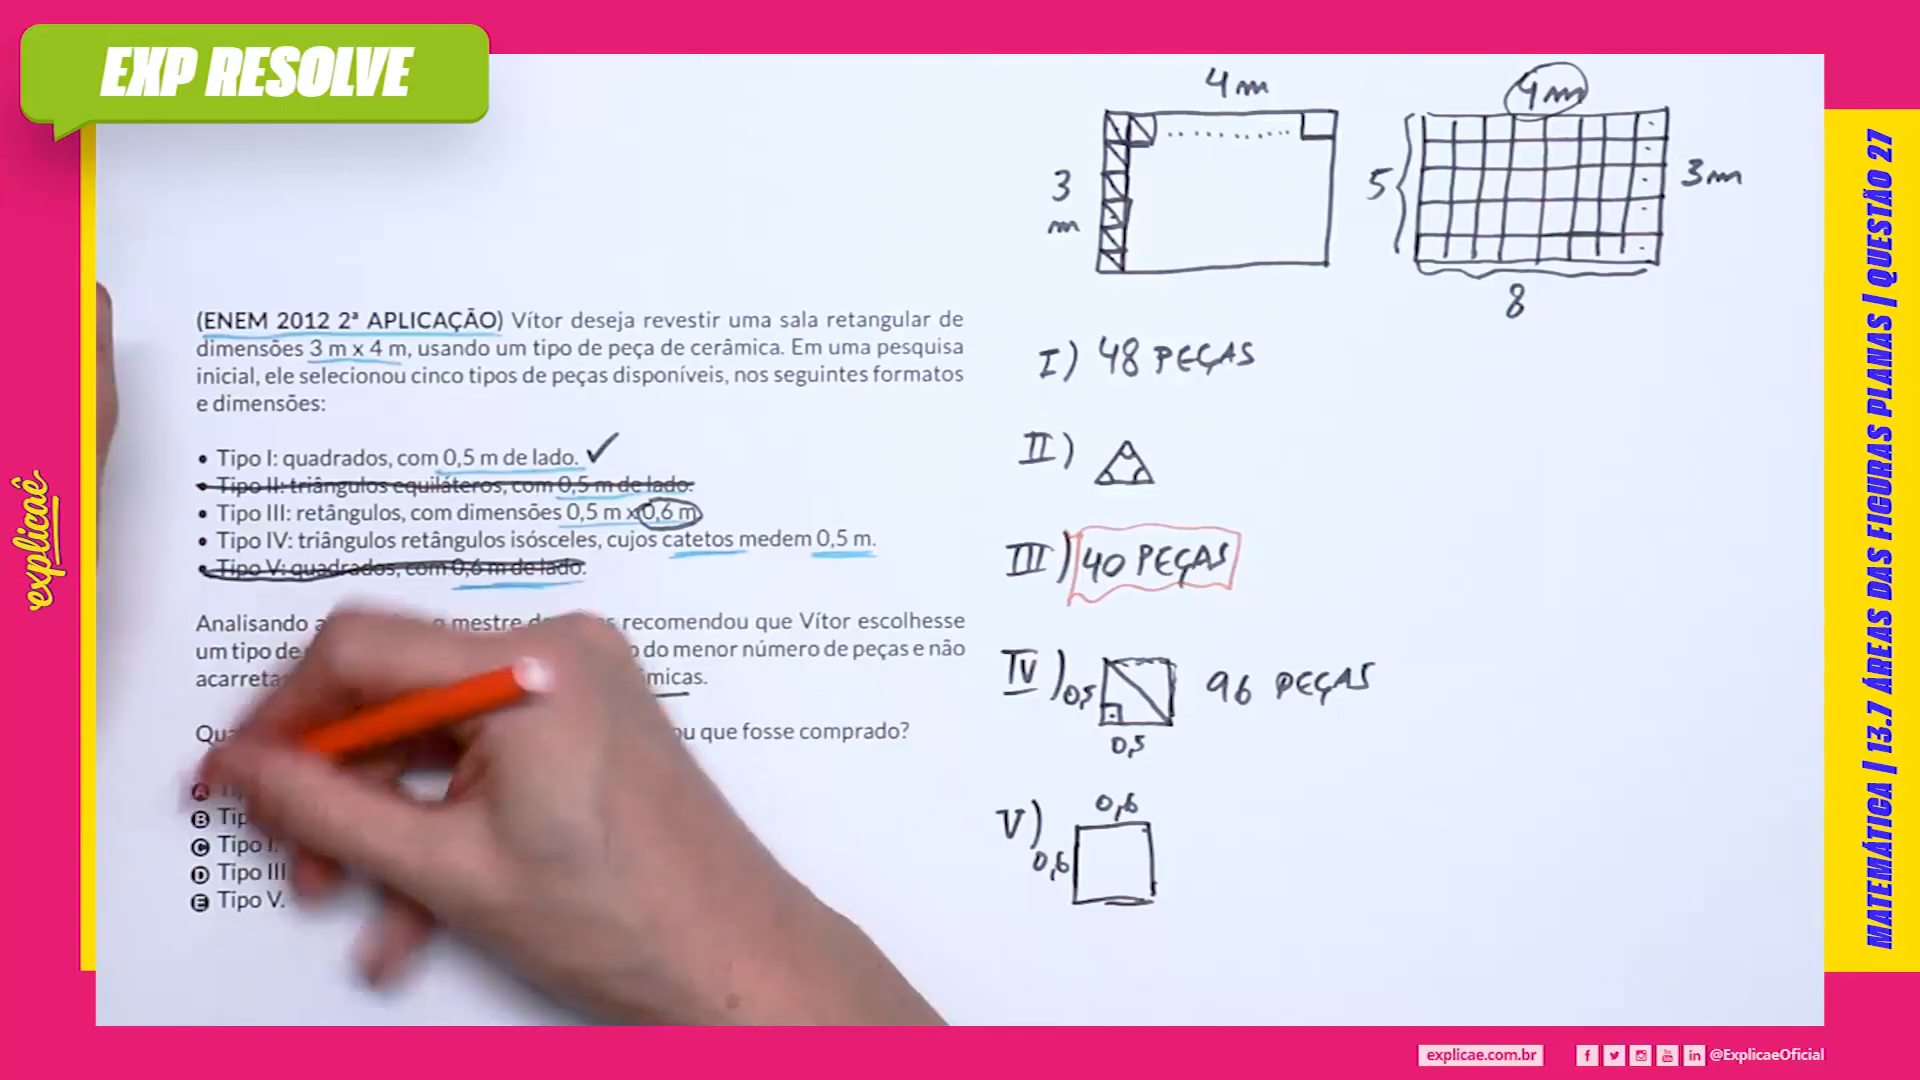 EXP RESOLVE
4m
4m
3
m
5
3m
8
(ENEM 2012 2ª APLICAÇÃO) Vítor deseja revestir uma sala retangular de
dimensões 3 m x 4 m, usando um tipo de peça de cerâmica. Em uma pesquisa
inicial, ele selecionou cinco tipos de peças disponíveis, nos seguintes formatos
e dimensões:
• Tipo I: quadrados, com 0,5 m de lado.
• Tipo II: triângulos equiláteros, com 0,5 m de lado.
• Tipo III: retângulos, com dimensões 0,5 m x 0,6 m
• Tipo IV: triângulos retângulos isósceles, cujos catetos medem 0,5 m.
• Tipo V: quadrados, com 0,6 m de lado.
Analisando mestre recomendou que Vítor escolhesse
um tipo de do menor número de peças e não
que fosse comprado?
A
B
C Tipo
D Tipo III
E Tipo V.
I) 48 PEÇAS
II)
III) 40 PEÇAS
IV) 0,5 96 PEÇAS
0,5
V) 0,6
0,6
explicaê
MATEMÁTICA | 13.7 ÁREAS DAS FIGURAS PLANAS | QUESTÃO 27
explicae.com.br
@ExplicaeOficial